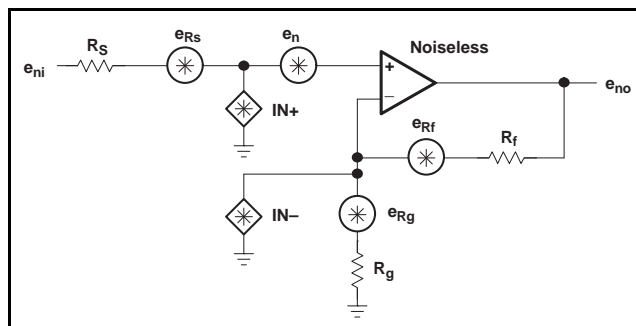 RS
eRs
en
Noiseless
eni
+
IN+
–
eno
eRf
Rf
IN–
eRg
Rg